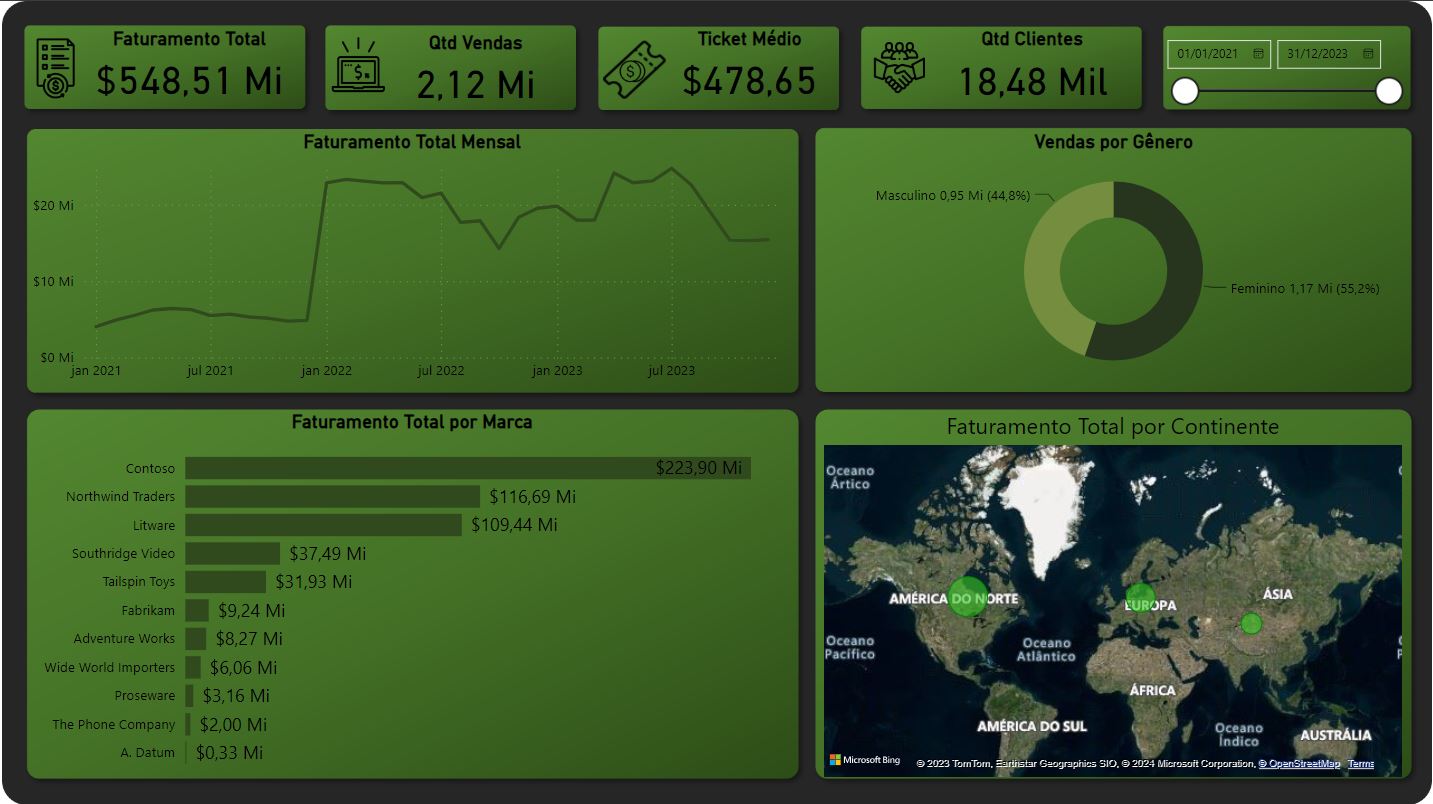 Faturamento Total
$548,51 Mi
Qtd Vendas
2,12 Mi
Ticket Médio
$478,65
Qtd Clientes
18,48 Mil
01/01/2021
31/12/2023
Faturamento Total Mensal
$20 Mi
$10 Mi
$0 Mi
jan 2021
jul 2021
jan 2022
jul 2022
jan 2023
jul 2023
Vendas por Gênero
Masculino 0,95 Mi (44,8%)
Feminino 1,17 Mi (55,2%)
Faturamento Total por Marca
Contoso $223,90 Mi
Northwind Traders $116,69 Mi
Litware $109,44 Mi
Southridge Video $37,49 Mi
Tailspin Toys $31,93 Mi
Fabrikam $9,24 Mi
Adventure Works $8,27 Mi
Wide World Importers $6,06 Mi
Proseware $3,16 Mi
The Phone Company $2,00 Mi
A. Datum $0,33 Mi
Faturamento Total por Continente
Oceano
Ártico
AMÉRICA DO NORTE
EUROPA
ÁSIA
Oceano
Pacífico
Oceano
Atlântico
ÁFRICA
AMÉRICA DO SUL
Oceano
Índico
AUSTRÁLIA
Microsoft Bing
© 2023 TomTom, Earthstar Geographics SIO, © 2024 Microsoft Corporation, © OpenStreetMap Terms